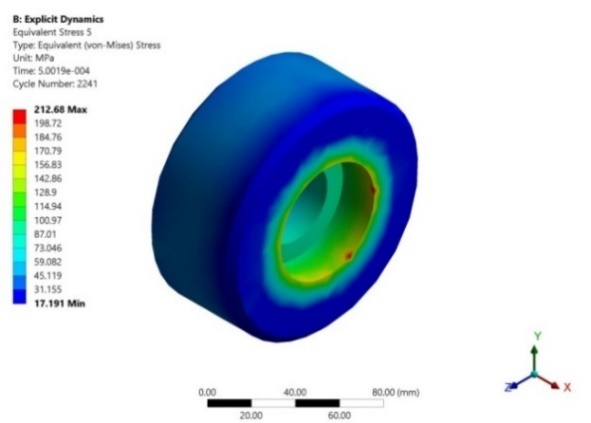 B: Explicit Dynamics
Equivalent Stress 5
Type: Equivalent (von-Mises) Stress
Unit: MPa
Time: 5.0019e-004
Cycle Number: 2241
212.68 Max
198.72
184.76
170.79
156.83
142.86
128.9
114.94
100.97
87.01
73.046
59.082
45.119
31.155
17.191 Min
Y
Z X
0.00 40.00 80.00 (mm)
20.00 60.00